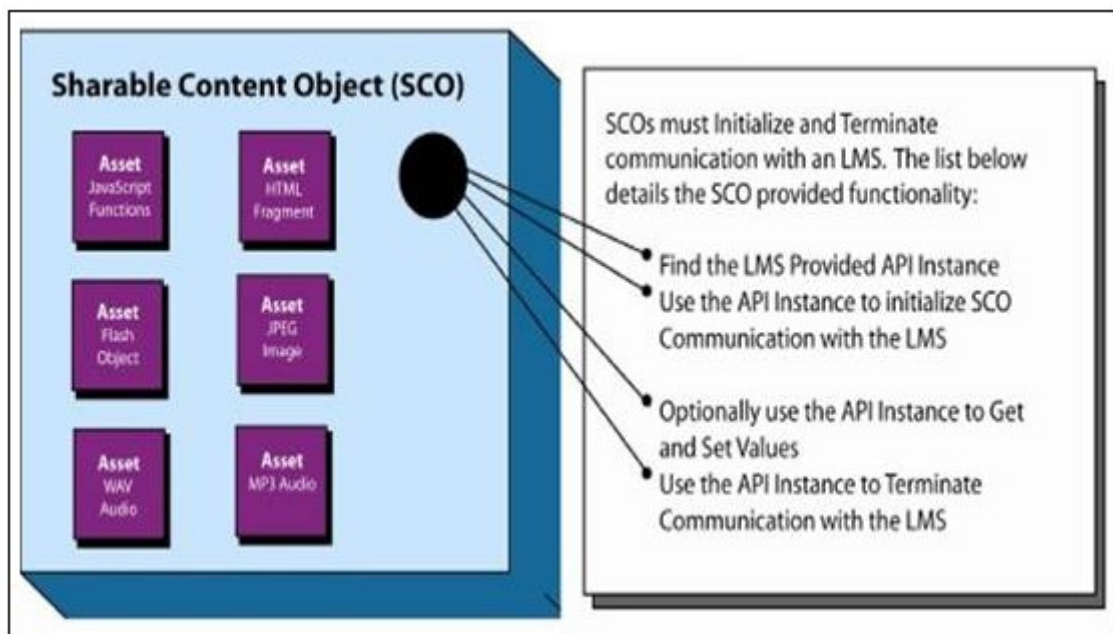 Sharable Content Object (SCO)
Asset
JavaScript
Functions
Asset
HTML
Fragment
Asset
Flash
Object
Asset
JPEG
Image
Asset
WAV
Audio
Asset
MP3 Audio
SCOs must Initialize and Terminate
communication with an LMS. The list below
details the SCO provided functionality:
Find the LMS Provided API Instance
Use the API Instance to initialize SCO
Communication with the LMS
Optionally use the API Instance to Get
and Set Values
Use the API Instance to Terminate
Communication with the LMS